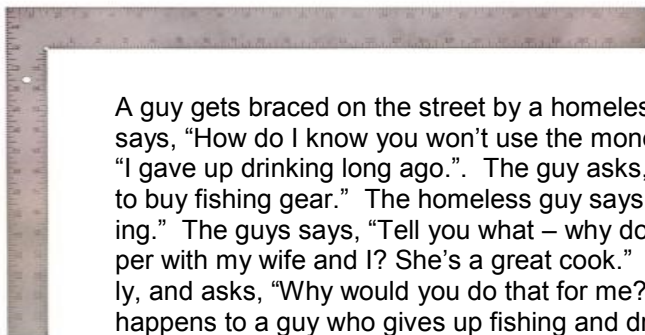 A guy gets braced on the street by a homeles
says, “How do I know you won’t use the mon
“I gave up drinking long ago.”.  The guy asks,
to buy fishing gear.”  The homeless guy says
ing.”  The guys says, “Tell you what – why do
per with my wife and I? She’s a great cook.”
ly, and asks, “Why would you do that for me?
happens to a guy who gives up fishing and dr